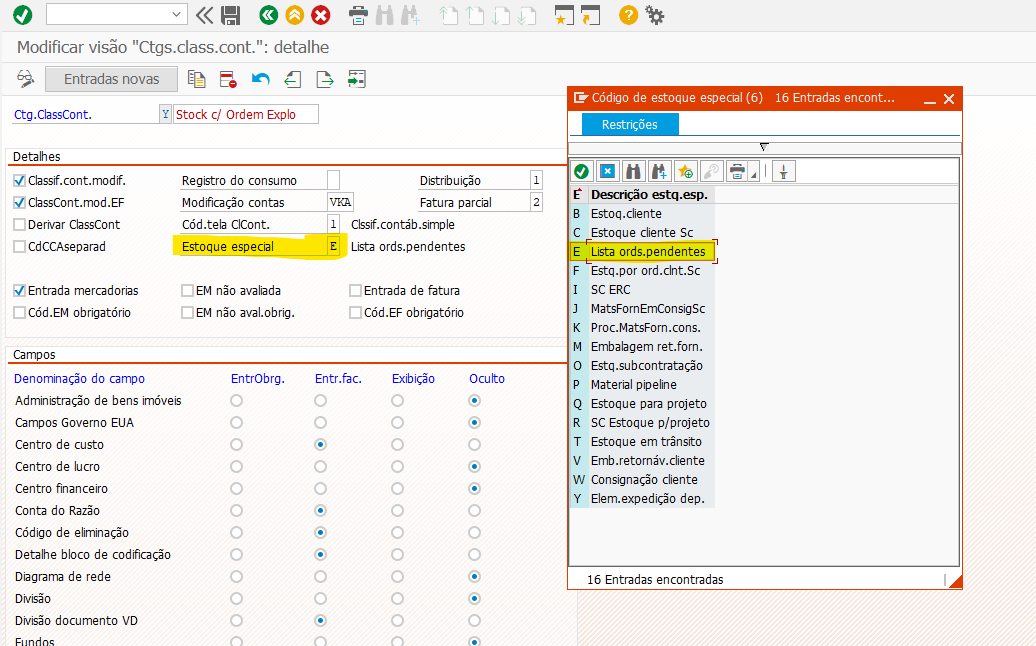 Modificar visão "Ctgs.class.cont.": detalhe
Entradas novas
Ctg.ClassCont. Y Stock c/ Ordem Explo
Detalhes
Classif.cont.modif. Registro do consumo Distribuição 1
ClassCont.mod.EF Modificação contas VKA Fatura parcial 2
Derivar ClassCont Cód.tela ClCont. 1 Clssif.contáb.simple
CdCCAseparad Estoque especial E Lista ords.pendentes
Entrada mercadorias EM não avaliada Entrada de fatura
Cód.EM obrigatório EM não aval.obrig. Cód.EF obrigatório
Campos
Denominação do campo EntrObrg. Entr.fac. Exibição Oculto
Administração de bens imóveis
Campos Governo EUA
Centro de custo
Centro de lucro
Centro financeiro
Conta do Razão
Código de eliminação
Detalhe bloco de codificação
Diagrama de rede
Divisão
Divisão documento VD
Fundos
Código de estoque especial (6) 16 Entradas encont...
Restrições
E Descrição estq.esp.
B Estoq.cliente
C Estoque cliente Sc
E Lista ords.pendentes
F Estq.por ord.clnt.Sc
I SC ERC
J MatsFornEmConsigSc
K Proc.MatsForn.cons.
M Embalagem ret.forn.
O Estq.subcontratação
P Material pipeline
Q Estoque para projeto
R SC Estoque p/projeto
T Estoque em trânsito
V Emb.retornáv.cliente
W Consignação cliente
Y Elem.expedição dep.
16 Entradas encontradas